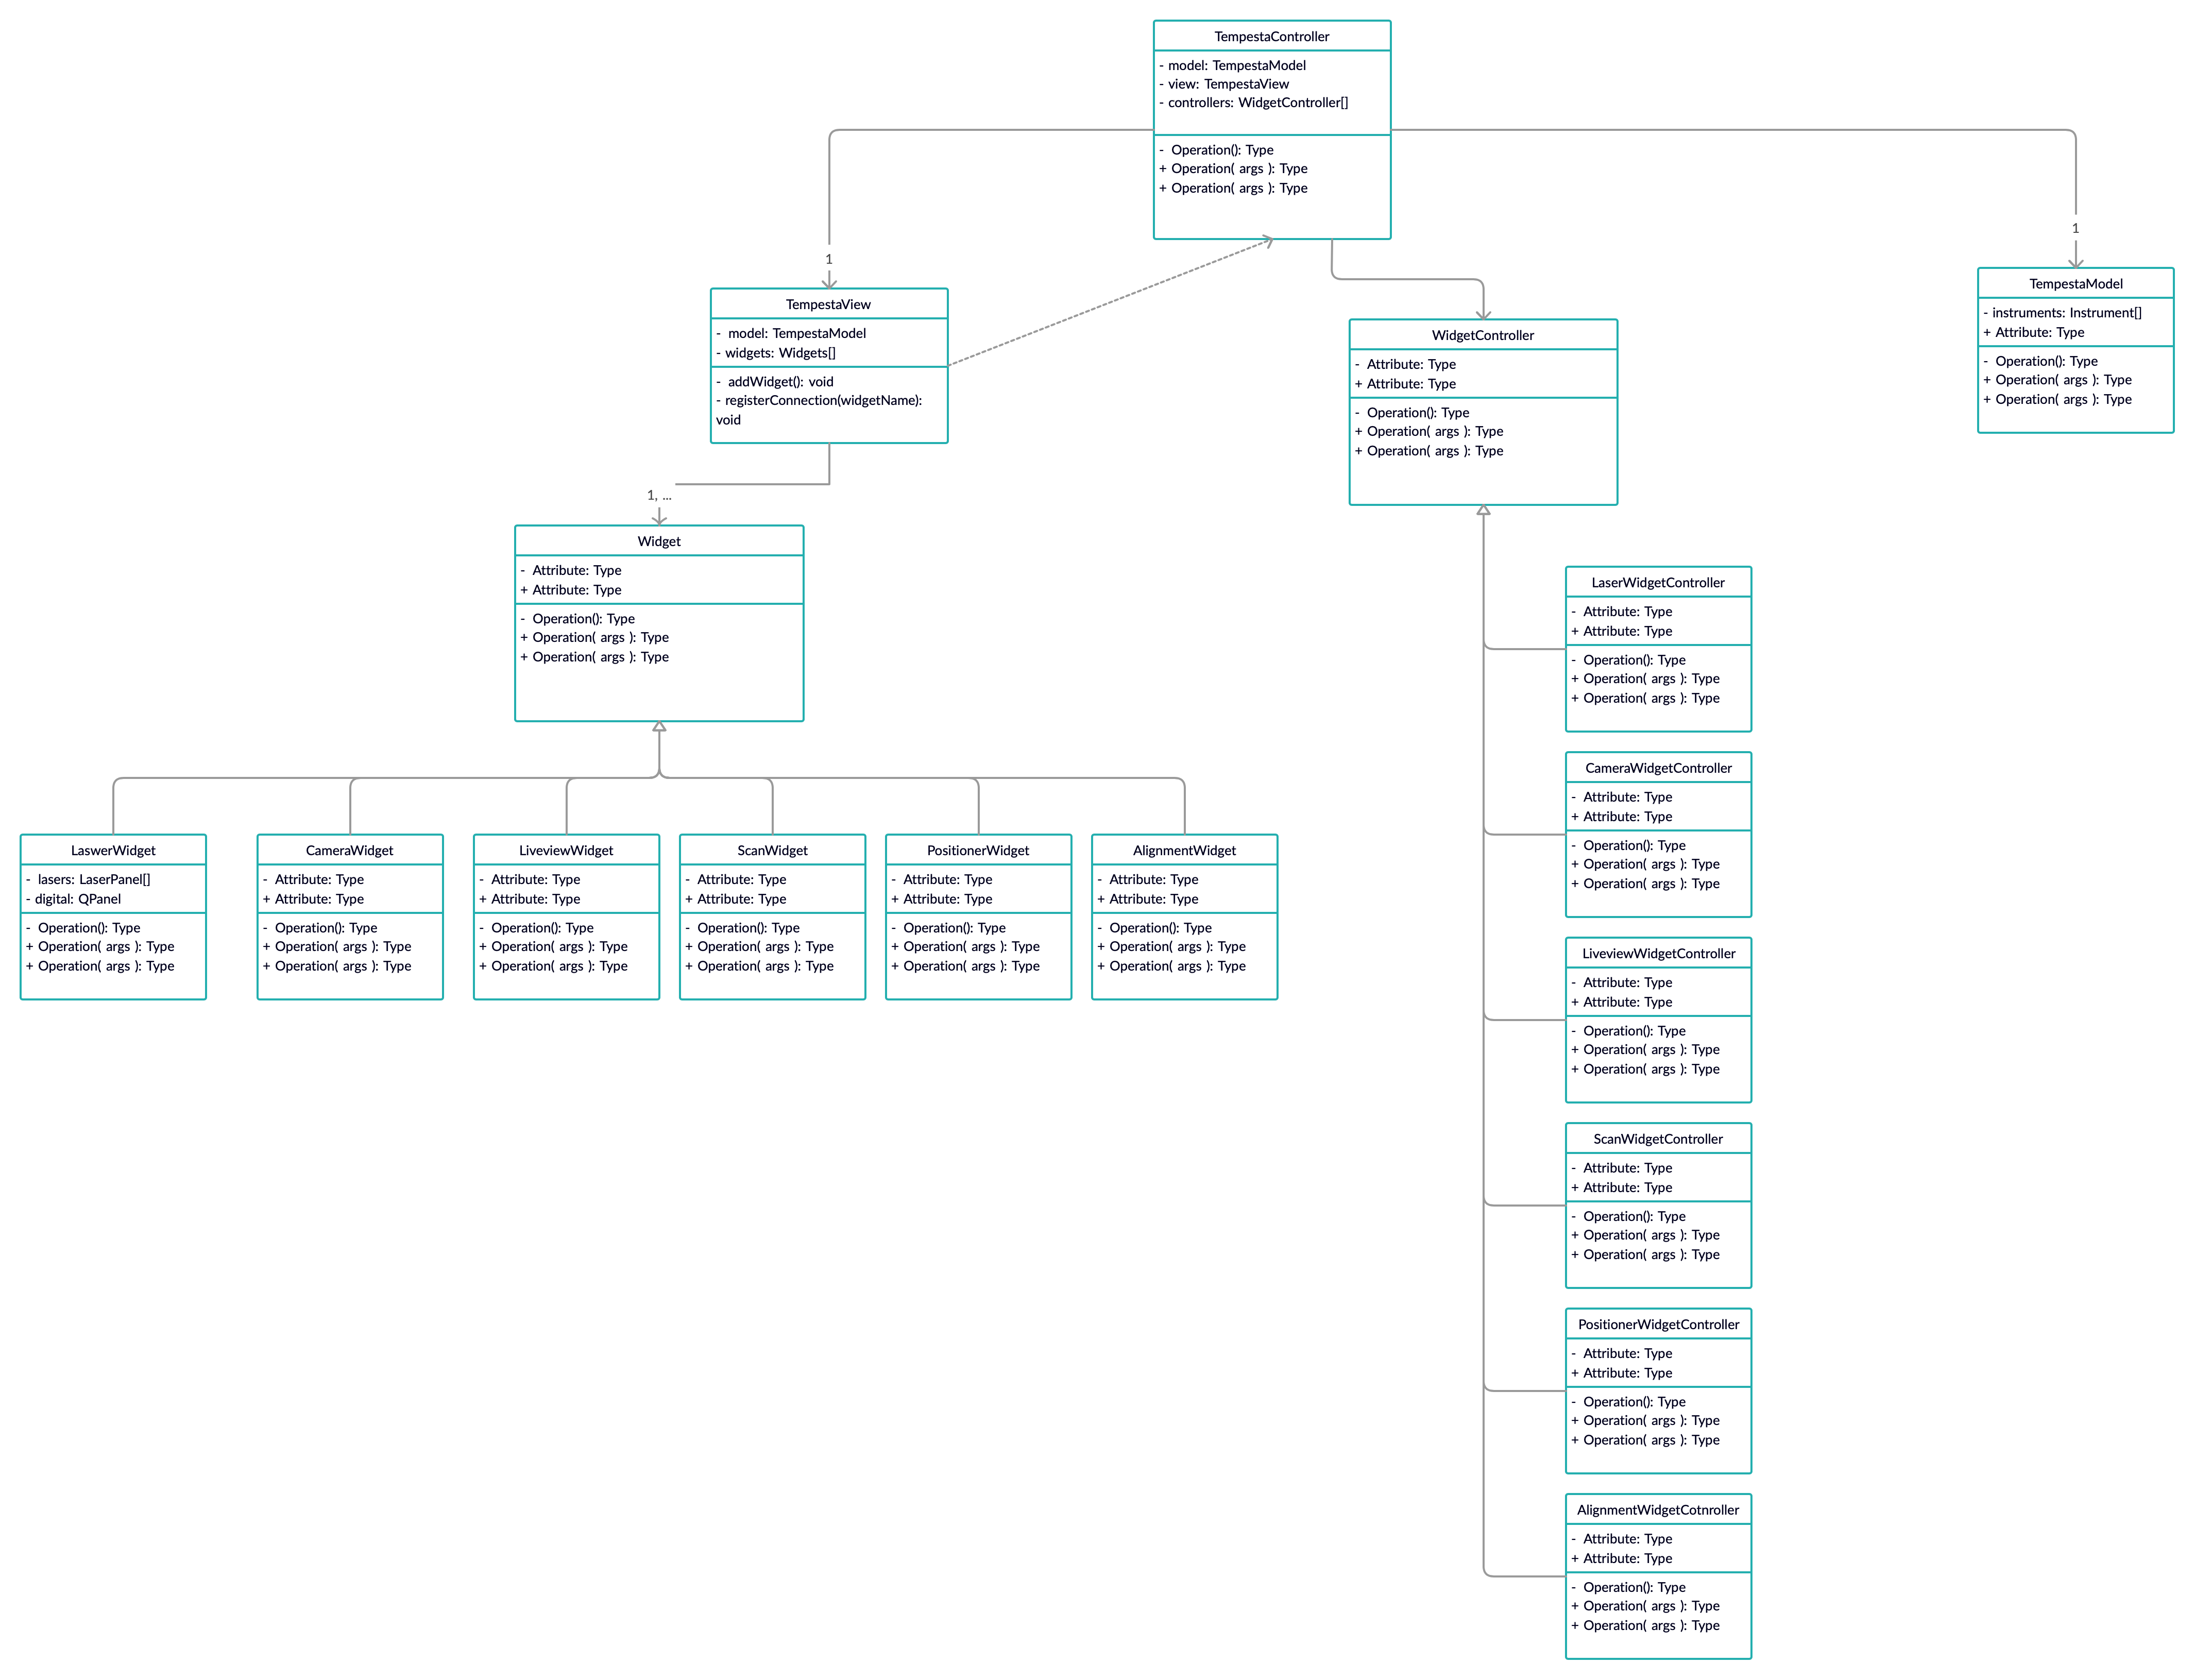 TempestaController
- model: TempestaModel
- view: TempestaView
- controllers: WidgetController[]
- Operation(): Type
+ Operation( args ): Type
+ Operation( args ): Type
1
1
TempestaView
- model: TempestaModel
- widgets: Widgets[]
- addWidget(): void
- registerConnection(widgetName):
void
WidgetController
- Attribute: Type
+ Attribute: Type
- Operation(): Type
+ Operation( args ): Type
+ Operation( args ): Type
TempestaModel
- instruments: Instrument[]
+ Attribute: Type
- Operation(): Type
+ Operation( args ): Type
+ Operation( args ): Type
1, ...
Widget
- Attribute: Type
+ Attribute: Type
- Operation(): Type
+ Operation( args ): Type
+ Operation( args ): Type
LaswerWidget
- lasers: LaserPanel[]
- digital: QPanel
- Operation(): Type
+ Operation( args ): Type
+ Operation( args ): Type
CameraWidget
- Attribute: Type
+ Attribute: Type
- Operation(): Type
+ Operation( args ): Type
+ Operation( args ): Type
LiveviewWidget
- Attribute: Type
+ Attribute: Type
- Operation(): Type
+ Operation( args ): Type
+ Operation( args ): Type
ScanWidget
- Attribute: Type
+ Attribute: Type
- Operation(): Type
+ Operation( args ): Type
+ Operation( args ): Type
PositionerWidget
- Attribute: Type
+ Attribute: Type
- Operation(): Type
+ Operation( args ): Type
+ Operation( args ): Type
AlignmentWidget
- Attribute: Type
+ Attribute: Type
- Operation(): Type
+ Operation( args ): Type
+ Operation( args ): Type
LaserWidgetController
- Attribute: Type
+ Attribute: Type
- Operation(): Type
+ Operation( args ): Type
+ Operation( args ): Type
CameraWidgetController
- Attribute: Type
+ Attribute: Type
- Operation(): Type
+ Operation( args ): Type
+ Operation( args ): Type
LiveviewWidgetController
- Attribute: Type
+ Attribute: Type
- Operation(): Type
+ Operation( args ): Type
+ Operation( args ): Type
ScanWidgetController
- Attribute: Type
+ Attribute: Type
- Operation(): Type
+ Operation( args ): Type
+ Operation( args ): Type
PositionerWidgetController
- Attribute: Type
+ Attribute: Type
- Operation(): Type
+ Operation( args ): Type
+ Operation( args ): Type
AlignmentWidgetCotnroller
- Attribute: Type
+ Attribute: Type
- Operation(): Type
+ Operation( args ): Type
+ Operation( args ): Type